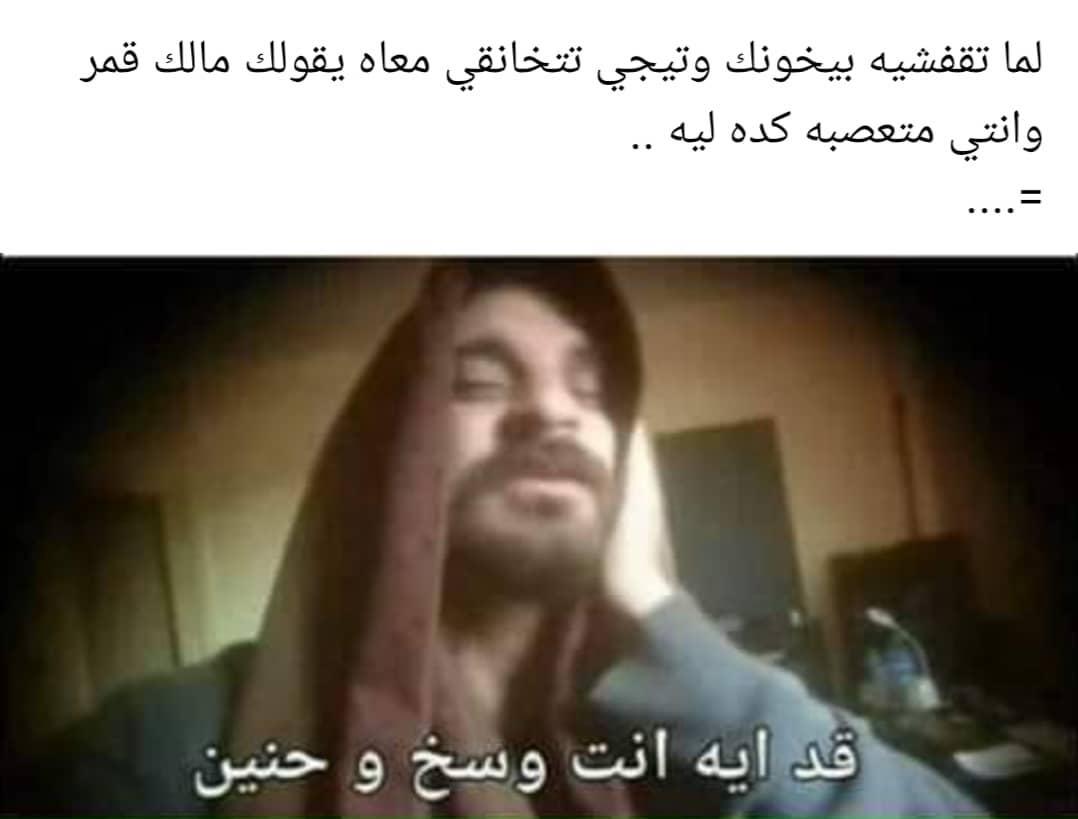 لما تقفشيه بيخونك وتيجي تتخانقي معاه يقولك مالك قمر
وانتي متعصبه كده ليه ..
=....
قد ايه انت وسخ و حنين